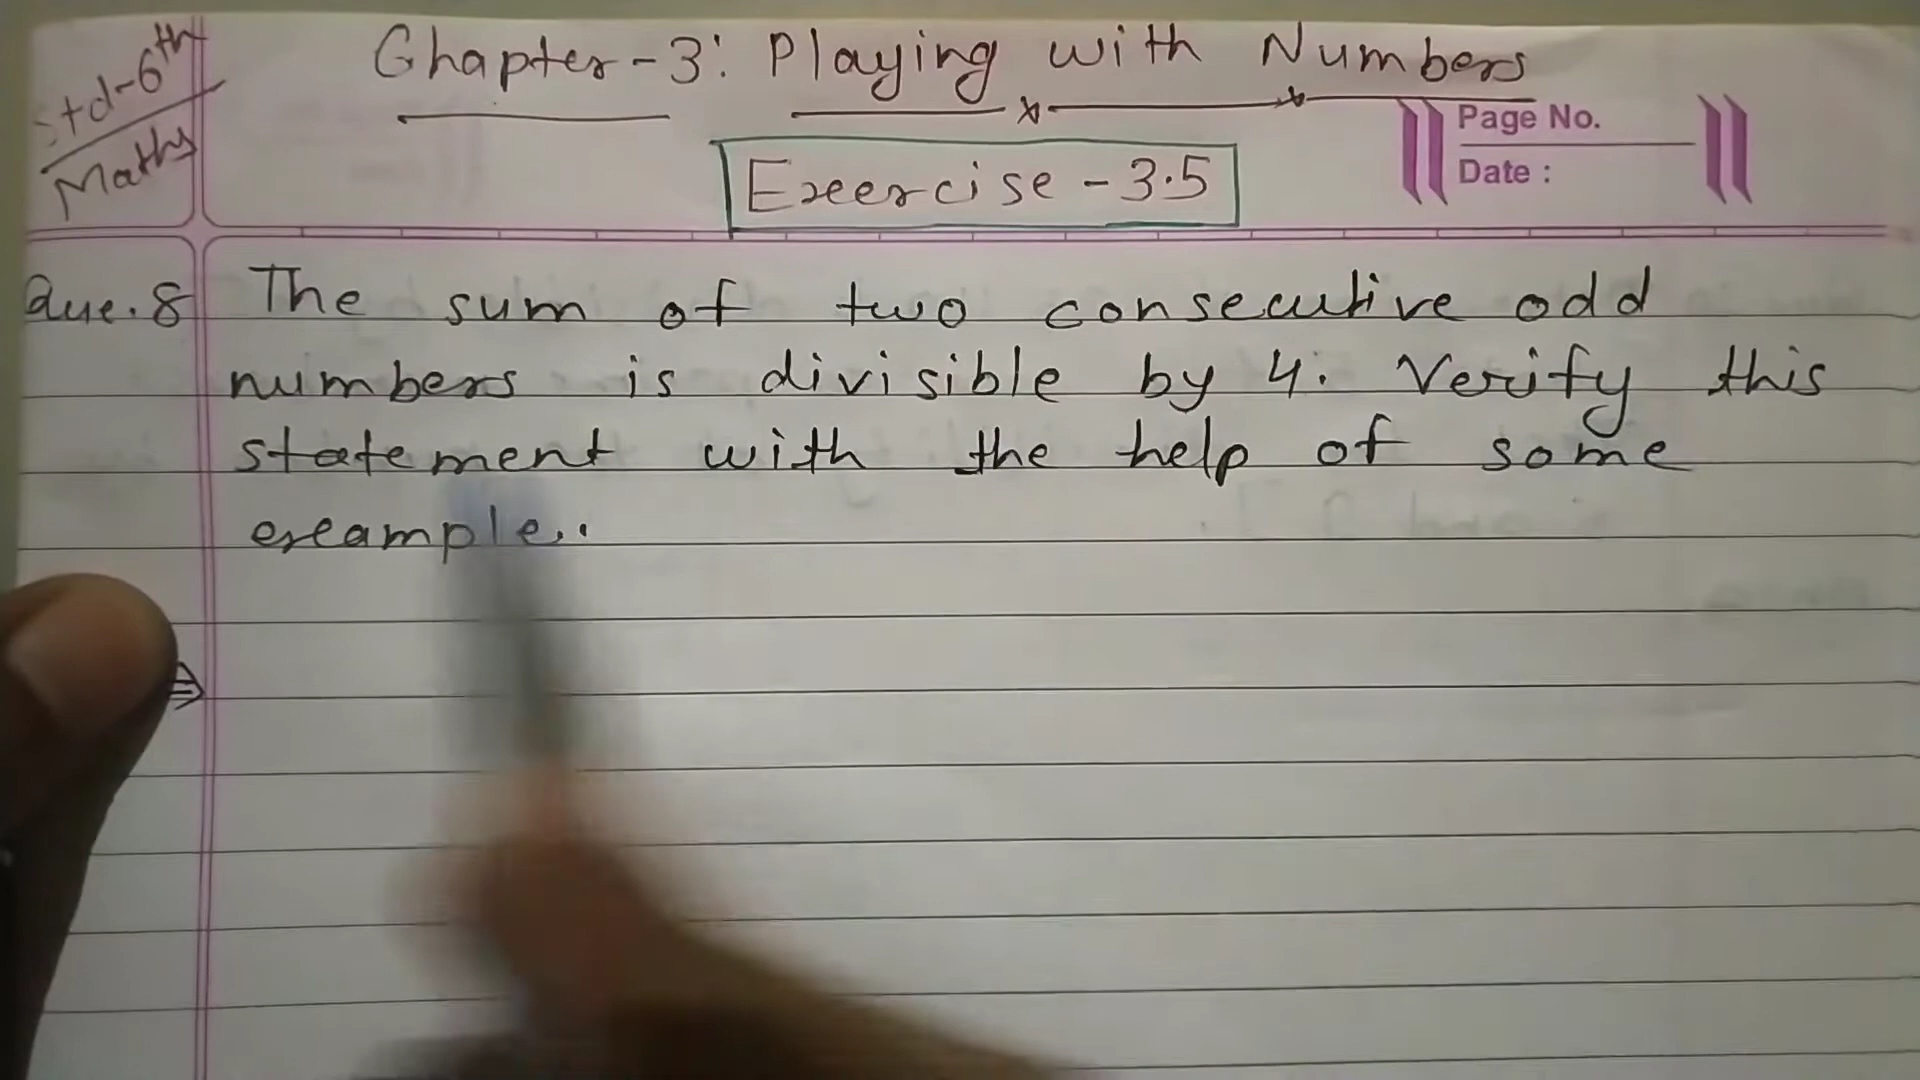 Std-6th
Maths
Chapter-3: Playing with Numbers
Exercise-3.5
Page No.
Date :
Que.8 The sum of two consecutive odd
numbers is divisible by 4. Verify this
statement with the help of some
example..
⇒